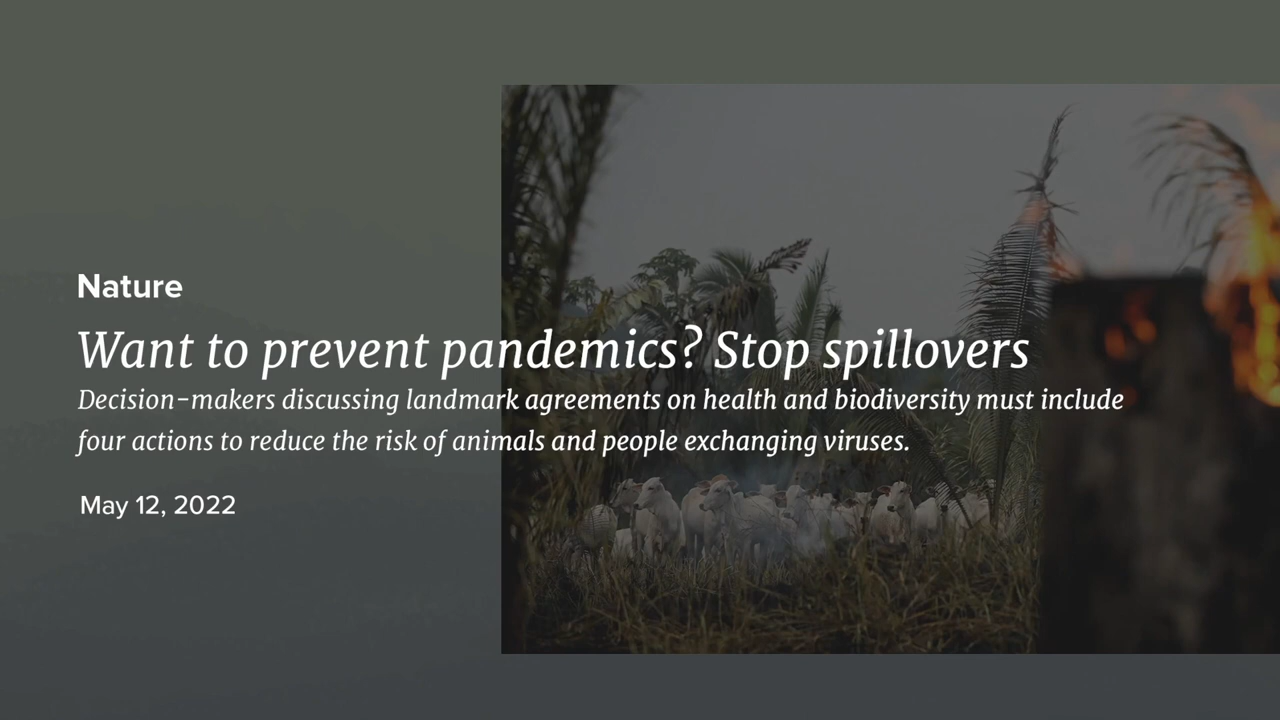 Nature
Want to prevent pandemics? Stop spillovers
Decision-makers discussing landmark agreements on health and biodiversity must include
four actions to reduce the risk of animals and people exchanging viruses.
May 12, 2022